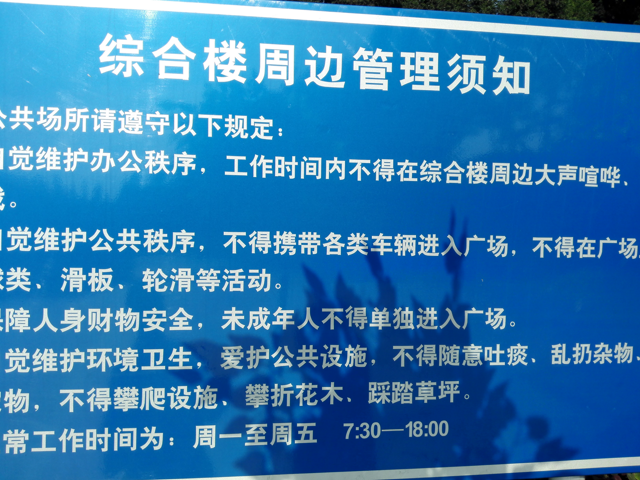 综合楼周边管理须知
公共场所请遵守以下规定：
自觉维护办公秩序，工作时间内不得在综合楼周边大声喧哗、
戏。
自觉维护公共秩序，不得携带各类车辆进入广场，不得在广场
球类、滑板、轮滑等活动。
保障人身财物安全，未成年人不得单独进入广场。
自觉维护环境卫生，爱护公共设施，不得随意吐痰、乱扔杂物、
物，不得攀爬设施、攀折花木、踩踏草坪。
常工作时间为：周一至周五 7:30—18:00